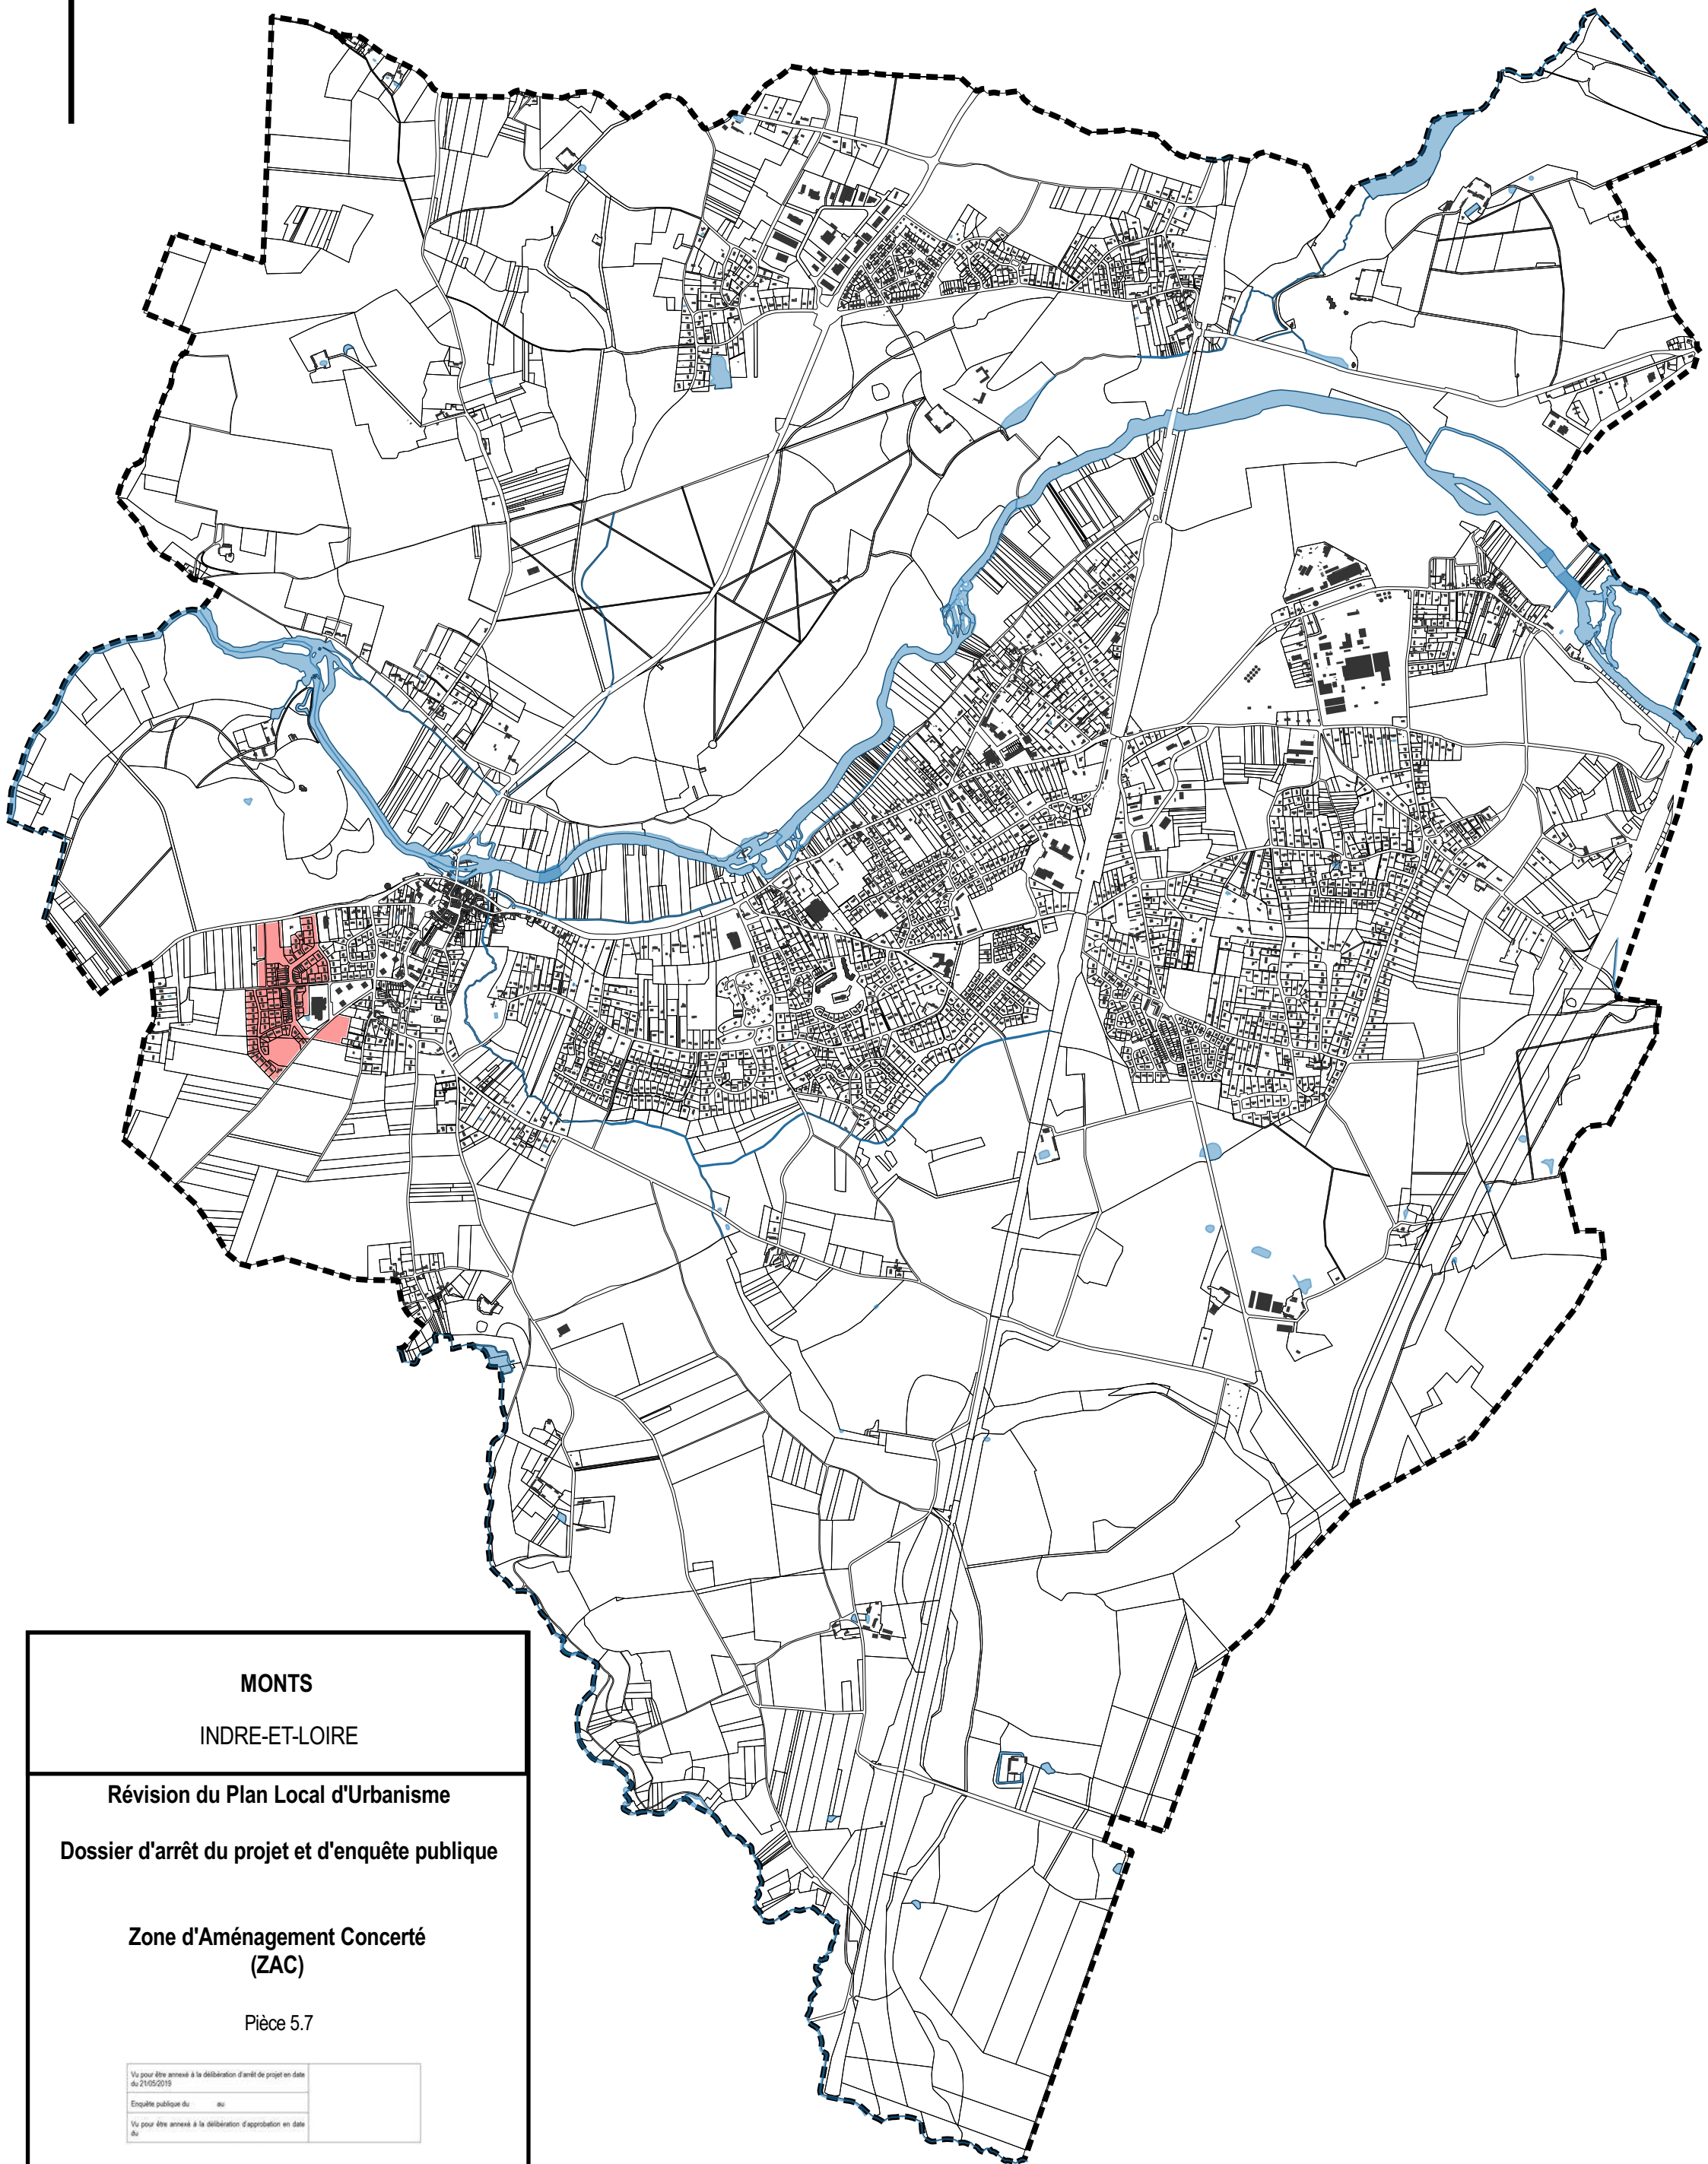 MONTS
INDRE-ET-LOIRE
Révision du Plan Local d'Urbanisme
Dossier d'arrêt du projet et d'enquête publique
Zone d'Aménagement Concerté
(ZAC)
Pièce 5.7
Vu pour être annexé à la délibération d'arrêt de projet en date
du 21/05/2019
Enquête publique du au
Vu pour être annexé à la délibération d'approbation en date
du